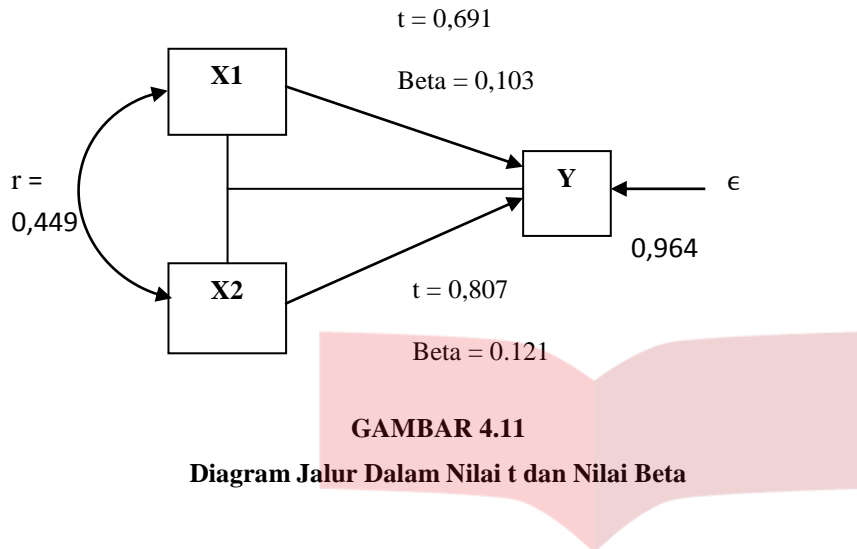 t = 0,691
X1
Beta = 0,103
r =
0,449
Y
ϵ
0,964
X2
t = 0,807
Beta = 0.121
GAMBAR 4.11
Diagram Jalur Dalam Nilai t dan Nilai Beta